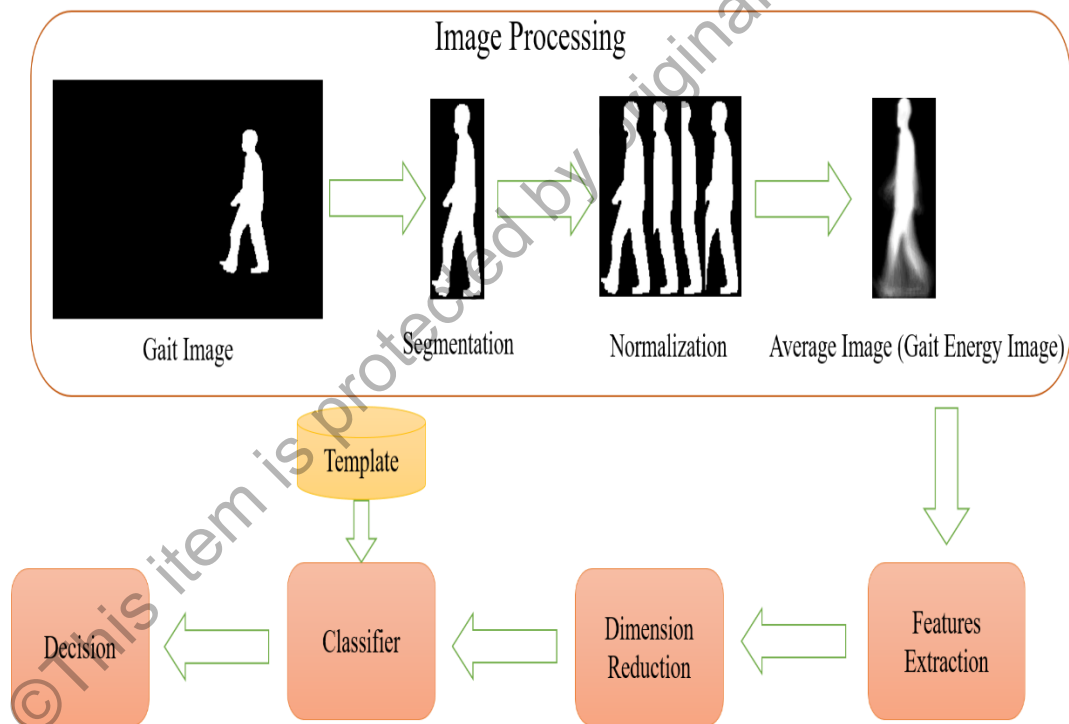 Image Processing
Gait Image
Segmentation
Normalization
Average Image (Gait Energy Image)
Template
Decision
Classifier
Dimension
Reduction
Features
Extraction
©This item is protected by original